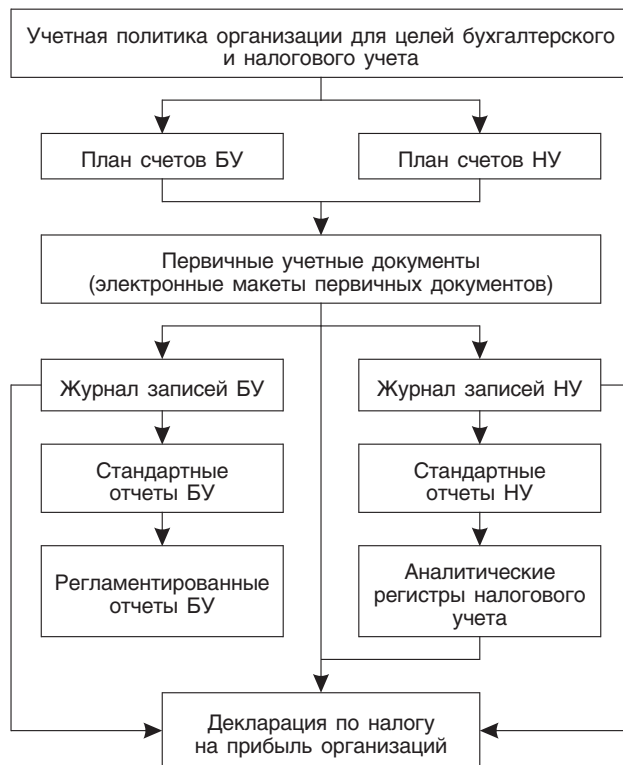 Учетная политика организации для целей бухгалтерского
и налогового учета
План счетов БУ
План счетов НУ
Первичные учетные документы
(электронные макеты первичных документов)
Журнал записей БУ
Журнал записей НУ
Стандартные
отчеты БУ
Стандартные
отчеты НУ
Регламентированные
отчеты БУ
Аналитические
регистры налогового
учета
Декларация по налогу
на прибыль организаций